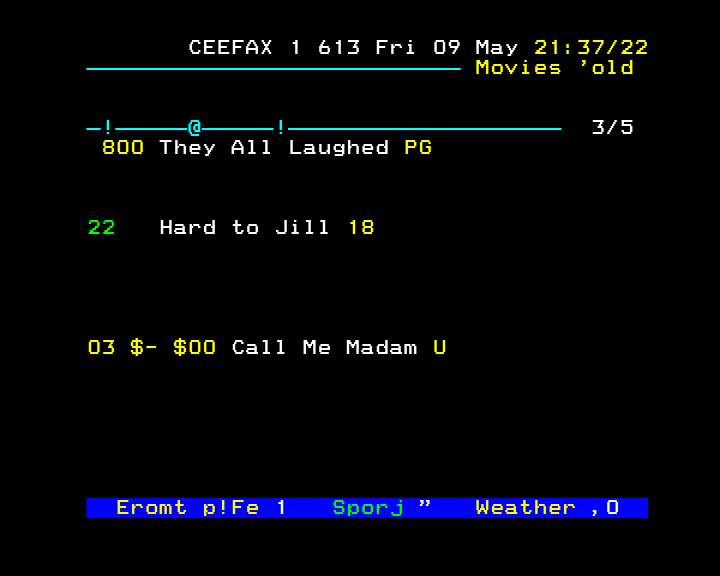 CEEFAX 1 613 Fri 09 May 21:37/22
Movies 'old
–!–––––@–––––!––––––––––––––––––– 3/5
800 They All Laughed PG
22 Hard to Jill 18
03 $- $00 Call Me Madam U
Eromt p!Fe 1 Sporj " Weather ,0